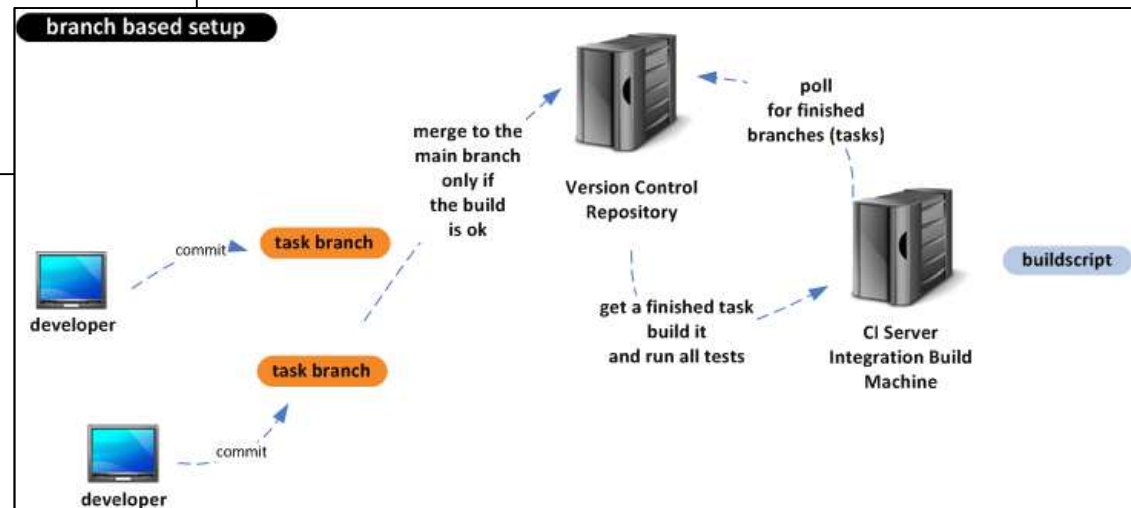 branch based setup
merge to the
main branch
only if
the build
is ok
Version Control
Repository
poll
for finished
branches (tasks)
commit
task branch
developer
buildscript
get a finished task
build it
and run all tests
CI Server
Integration Build
Machine
task branch
commit
developer